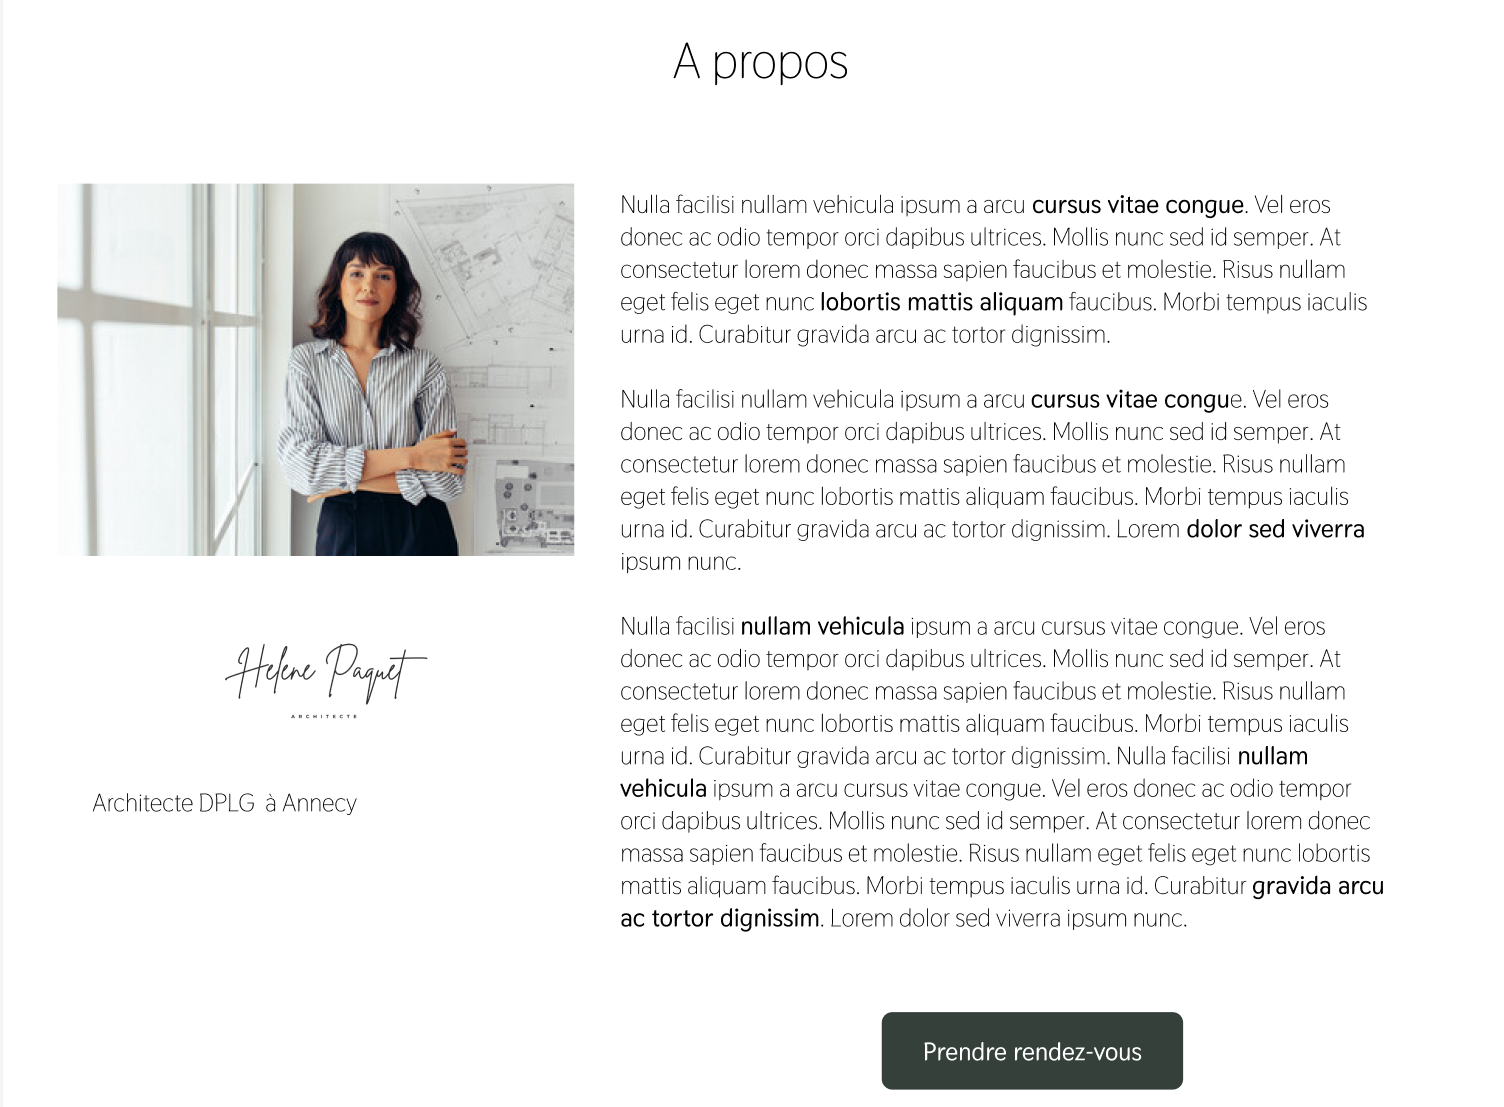 A propos
Nulla facilisi nullam vehicula ipsum a arcu cursus vitae congue. Vel eros
donec ac odio tempor orci dapibus ultrices. Mollis nunc sed id semper. At
consectetur lorem donec massa sapien faucibus et molestie. Risus nullam
eget felis eget nunc lobortis mattis aliquam faucibus. Morbi tempus iaculis
urna id. Curabitur gravida arcu ac tortor dignissim.
Nulla facilisi nullam vehicula ipsum a arcu cursus vitae congue. Vel eros
donec ac odio tempor orci dapibus ultrices. Mollis nunc sed id semper. At
consectetur lorem donec massa sapien faucibus et molestie. Risus nullam
eget felis eget nunc lobortis mattis aliquam faucibus. Morbi tempus iaculis
urna id. Curabitur gravida arcu ac tortor dignissim. Lorem dolor sed viverra
ipsum nunc.
Nulla facilisi nullam vehicula ipsum a arcu cursus vitae congue. Vel eros
donec ac odio tempor orci dapibus ultrices. Mollis nunc sed id semper. At
consectetur lorem donec massa sapien faucibus et molestie. Risus nullam
eget felis eget nunc lobortis mattis aliquam faucibus. Morbi tempus iaculis
urna id. Curabitur gravida arcu ac tortor dignissim. Nulla facilisi nullam
vehicula ipsum a arcu cursus vitae congue. Vel eros donec ac odio tempor
orci dapibus ultrices. Mollis nunc sed id semper. At consectetur lorem donec
massa sapien faucibus et molestie. Risus nullam eget felis eget nunc lobortis
mattis aliquam faucibus. Morbi tempus iaculis urna id. Curabitur gravida arcu
ac tortor dignissim. Lorem dolor sed viverra ipsum nunc.
Helene Paquet
ARCHITECTE
Architecte DPLG à Annecy
Prendre rendez-vous